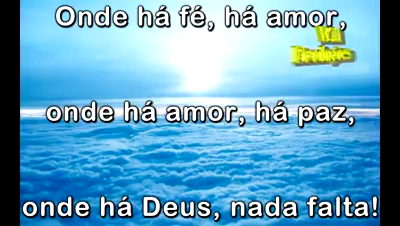 Onde há fé, há amor,
onde há amor, há paz,
onde há Deus, nada falta!